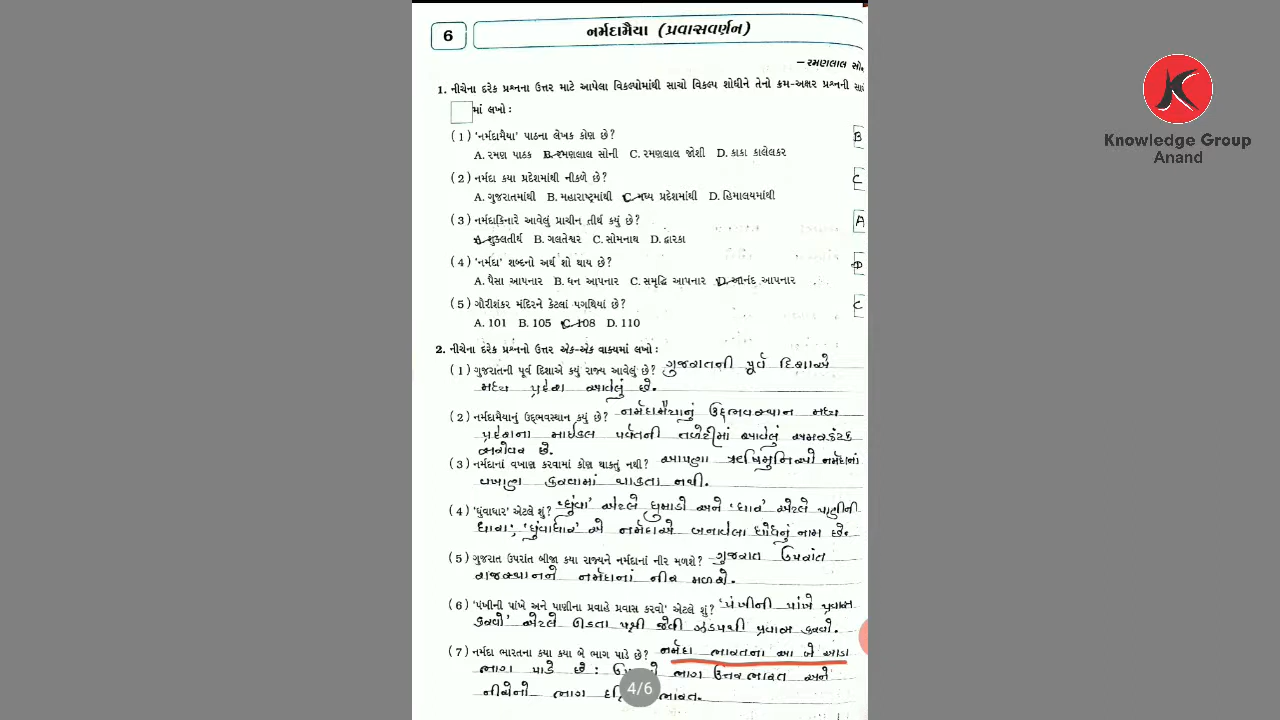 6
નર્મદામૈયા (પ્રવાસવર્ણન)
– રમણલાલ સો
1. નીચેના દરેક પ્રશ્નના ઉત્તર માટે આપેલા વિકલ્પોમાંથી સાચો વિકલ્પ શોધીને તેનો ક્રમ-અક્ષર પ્રશ્નની સા
માં લખો :
(1) 'નર્મદામૈયા' પાઠના લેખક કોણ છે? B
A. રમણ પાઠક B. રમણલાલ સોની C. રમણલાલ જોશી D. કાકા કાલેલકર
(2) નર્મદા કયા પ્રદેશમાંથી નીકળે છે? C
A. ગુજરાતમાંથી B. મહારાષ્ટ્રમાંથી C. મધ્ય પ્રદેશમાંથી D. હિમાલયમાંથી
(3) નર્મદાકિનારે આવેલું પ્રાચીન તીર્થ કયું છે? A
A. શુક્લતીર્થ B. ગલતેશ્વર C. સોમનાથ D. દ્વારકા
(4) 'નર્મદા' શબ્દનો અર્થ શો થાય છે? D
A. પૈસા આપનાર B. ધન આપનાર C. સમૃદ્ધિ આપનાર D. આનંદ આપનાર
(5) ગૌરીશંકર મંદિરને કેટલાં પગથિયાં છે? C
A. 101 B. 105 C. 108 D. 110
2. નીચેના દરેક પ્રશ્નનો ઉત્તર એક-એક વાક્યમાં લખો :
(1) ગુજરાતની પૂર્વ દિશાએ કયું રાજ્ય આવેલું છે? ગુજરાતની પૂર્વ દિશાએ
મધ્ય પ્રદેશ આવેલું છે.
(2) નર્મદામૈયાનું ઉદ્ભવસ્થાન કયું છે? નર્મદામૈયાનું ઉદ્ભવસ્થાન મધ્ય
પ્રદેશના માઈકલ પર્વતની તળેટીમાં આવેલું અમરકંટક
સરોવર છે.
(3) નર્મદાનાં વખાણ કરવામાં કોણ થાકતું નથી? આપણા ઋષિમુનિઓ નર્મદાનાં
વખાણ કરવામાં થાકતા નથી.
(4) 'ધુંવાધાર' એટલે શું? 'ધુંવા' એટલે ધુમાડો અને 'ધાર' એટલે પાણીની
ધારા; 'ધુંવાધાર' એ નર્મદાએ બનાવેલા ધોધનું નામ છે.
(5) ગુજરાત ઉપરાંત બીજા કયા રાજ્યને નર્મદાનાં નીર મળશે? ગુજરાત ઉપરાંત
રાજસ્થાનને નર્મદાનાં નીર મળશે.
(6) 'પંખીની પાંખે અને પાણીના પ્રવાહે પ્રવાસ કરવો' એટલે શું? 'પંખીની પાંખે પ્રવાસ
કરવો' એટલે ઊડતા પક્ષી જેવી ઝડપથી પ્રવાસ કરવો.
(7) નર્મદા ભારતના કયા કયા બે ભાગ પાડે છે? નર્મદા ભારતના આ બે આડા
ભાગ પાડે છે : ભાગ ઉત્તર ભારત અને
નીચેનો ભાગ ભારત.
4/6
K
Knowledge Group
Anand